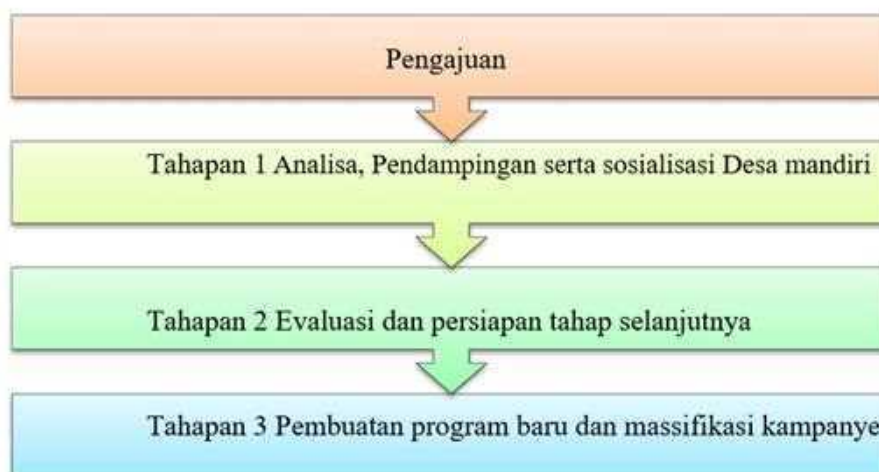 Pengajuan
Tahapan 1 Analisa, Pendampingan serta sosialisasi Desa mandiri
Tahapan 2 Evaluasi dan persiapan tahap selanjutnya
Tahapan 3 Pembuatan program baru dan massifikasi kampanye